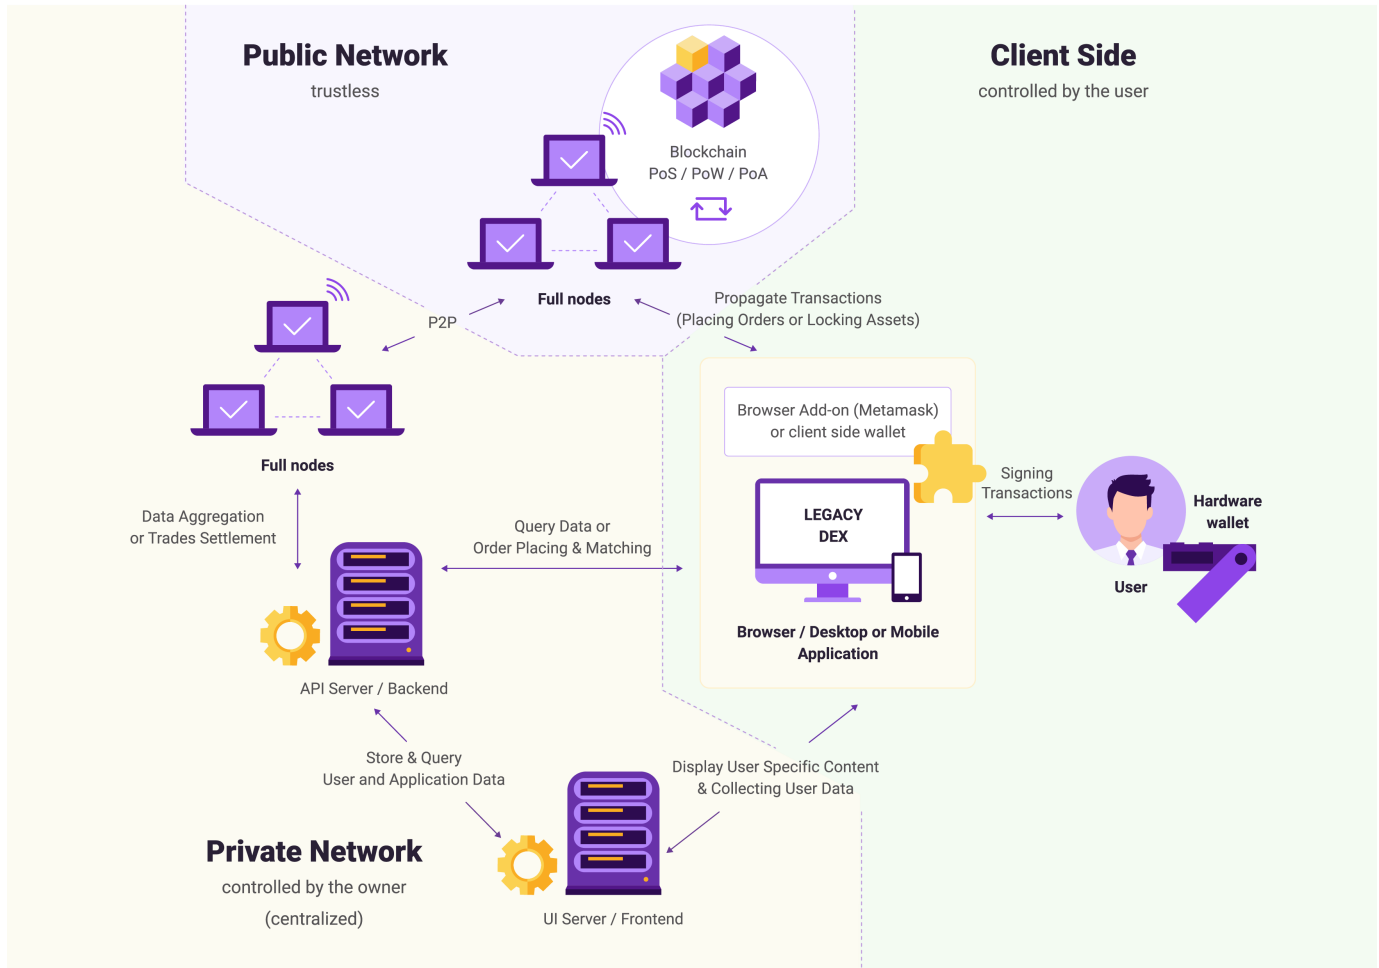 Public Network
trustless
Client Side
controlled by the user
Blockchain
PoS / PoW / PoA
Full nodes
P2P
Propagate Transactions
(Placing Orders or Locking Assets)
Full nodes
Browser Add-on (Metamask)
or client side wallet
Signing
Transactions
Hardware
wallet
User
LEGACY
DEX
Browser / Desktop or Mobile
Application
Data Aggregation
or Trades Settlement
Query Data or
Order Placing & Matching
API Server / Backend
Store & Query
User and Application Data
Display User Specific Content
& Collecting User Data
Private Network
controlled by the owner
(centralized)
UI Server / Frontend